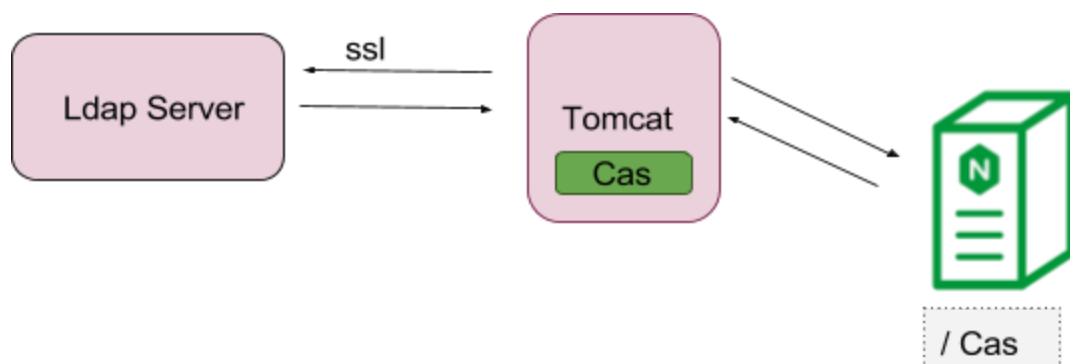 ssl
Ldap Server
Tomcat
Cas
N
/ Cas